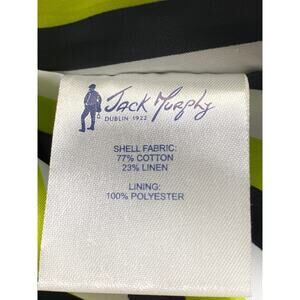 Jack Murphy
DUBLIN 1922
SHELL FABRIC:
77% COTTON
23% LINEN
LINING:
100% POLYESTER